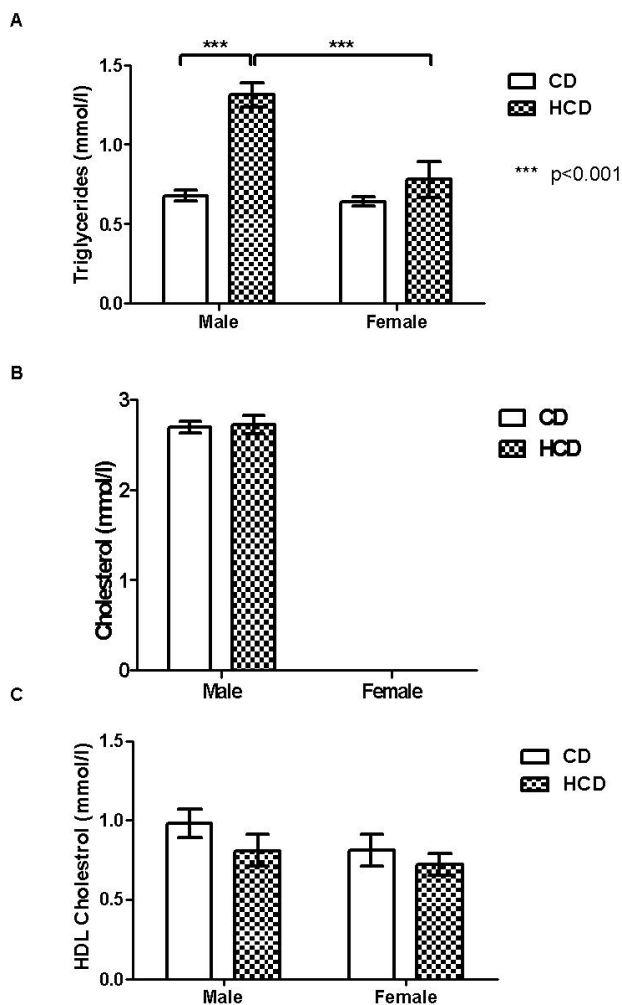 A
*** ***
Triglycerides (mmol/l)
1.5
1.0
0.5
0.0
Male Female
CD
HCD
*** p<0.001
B
Cholesterol (mmol/l)
3
2
1
0
Male Female
CD
HCD
C
HDL Cholestrol (mmol/l)
1.5
1.0
0.5
0.0
Male Female
CD
HCD